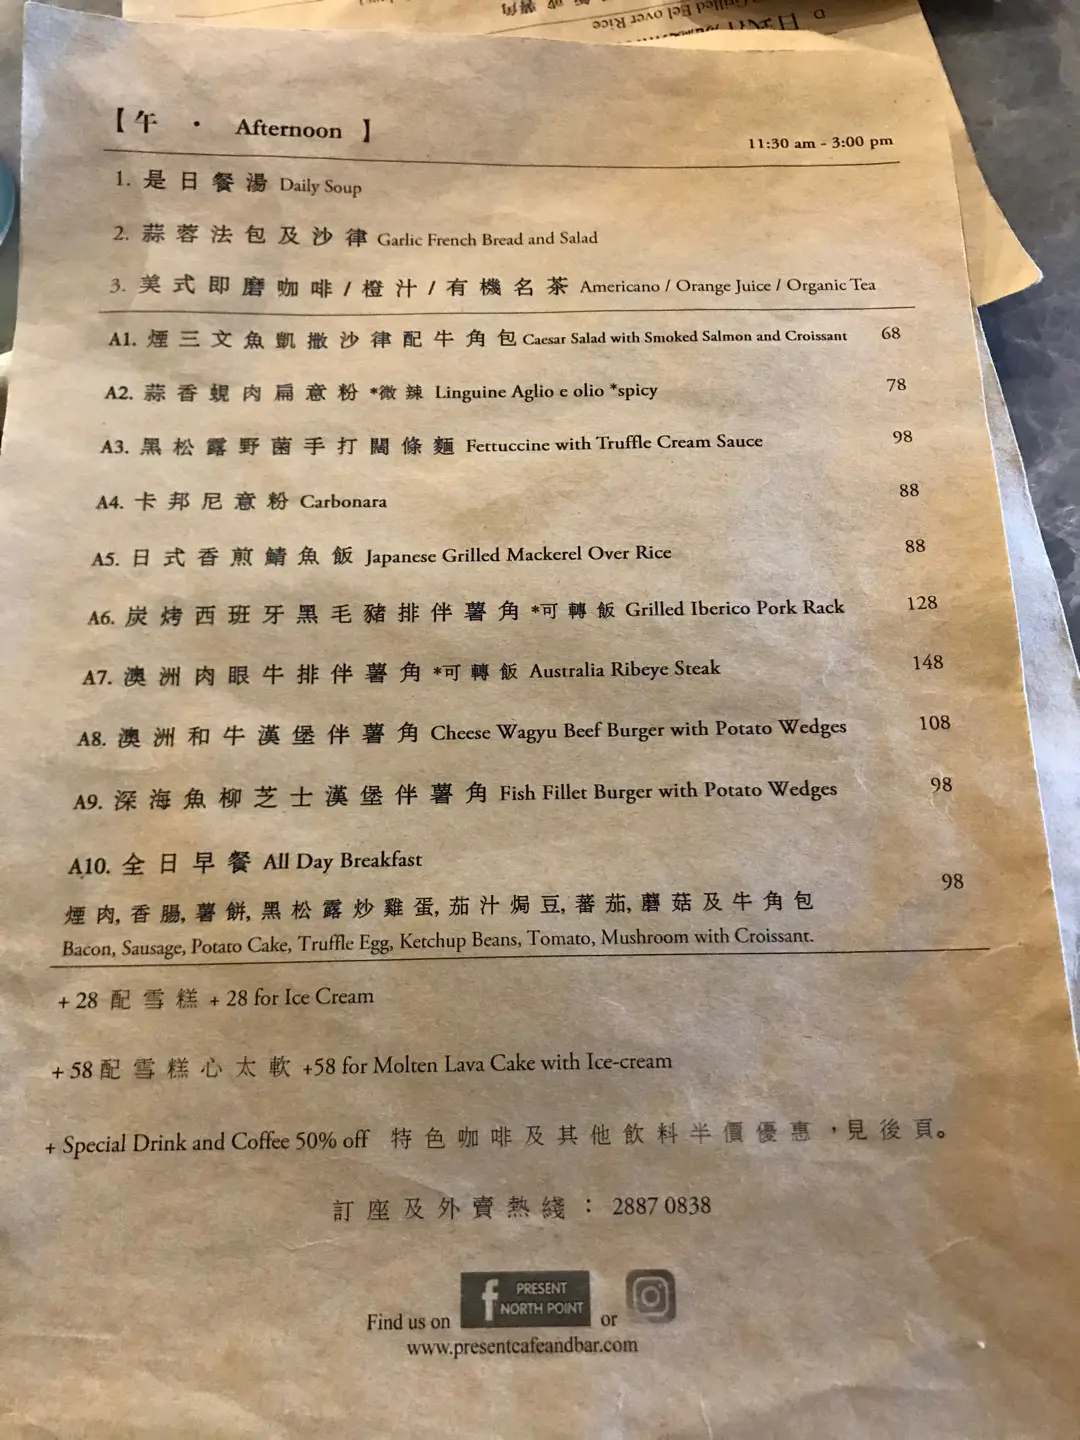 Grilled Eel over Rice
【 午 · Afternoon 】
11:30 am - 3:00 pm
1. 是日餐湯 Daily Soup
2. 蒜蓉法包及沙律 Garlic French Bread and Salad
3. 美式即磨咖啡/橙汁/有機名茶 Americano / Orange Juice / Organic Tea
A1. 煙三文魚凱撒沙律配牛角包 Caesar Salad with Smoked Salmon and Croissant 68
A2. 蒜香蜆肉扁意粉 *微辣 Linguine Aglio e olio *spicy 78
A3. 黑松露野菌手打闊條麵 Fettuccine with Truffle Cream Sauce 98
A4. 卡邦尼意粉 Carbonara 88
A5. 日式香煎鯖魚飯 Japanese Grilled Mackerel Over Rice 88
A6. 炭烤西班牙黑毛豬排伴薯角 *可轉飯 Grilled Iberico Pork Rack 128
A7. 澳洲肉眼牛排伴薯角 *可轉飯 Australia Ribeye Steak 148
A8. 澳洲和牛漢堡伴薯角 Cheese Wagyu Beef Burger with Potato Wedges 108
A9. 深海魚柳芝士漢堡伴薯角 Fish Fillet Burger with Potato Wedges 98
A10. 全日早餐 All Day Breakfast 98
煙肉, 香腸, 薯餅, 黑松露炒雞蛋, 茄汁焗豆, 蕃茄, 蘑菇及牛角包
Bacon, Sausage, Potato Cake, Truffle Egg, Ketchup Beans, Tomato, Mushroom with Croissant.
+ 28 配雪糕 + 28 for Ice Cream
+ 58 配雪糕心太軟 +58 for Molten Lava Cake with Ice-cream
+ Special Drink and Coffee 50% off 特色咖啡及其他飲料半價優惠，見後頁。
訂座及外賣熱綫：2887 0838
Find us on f PRESENT NORTH POINT or
www.presentcafeandbar.com